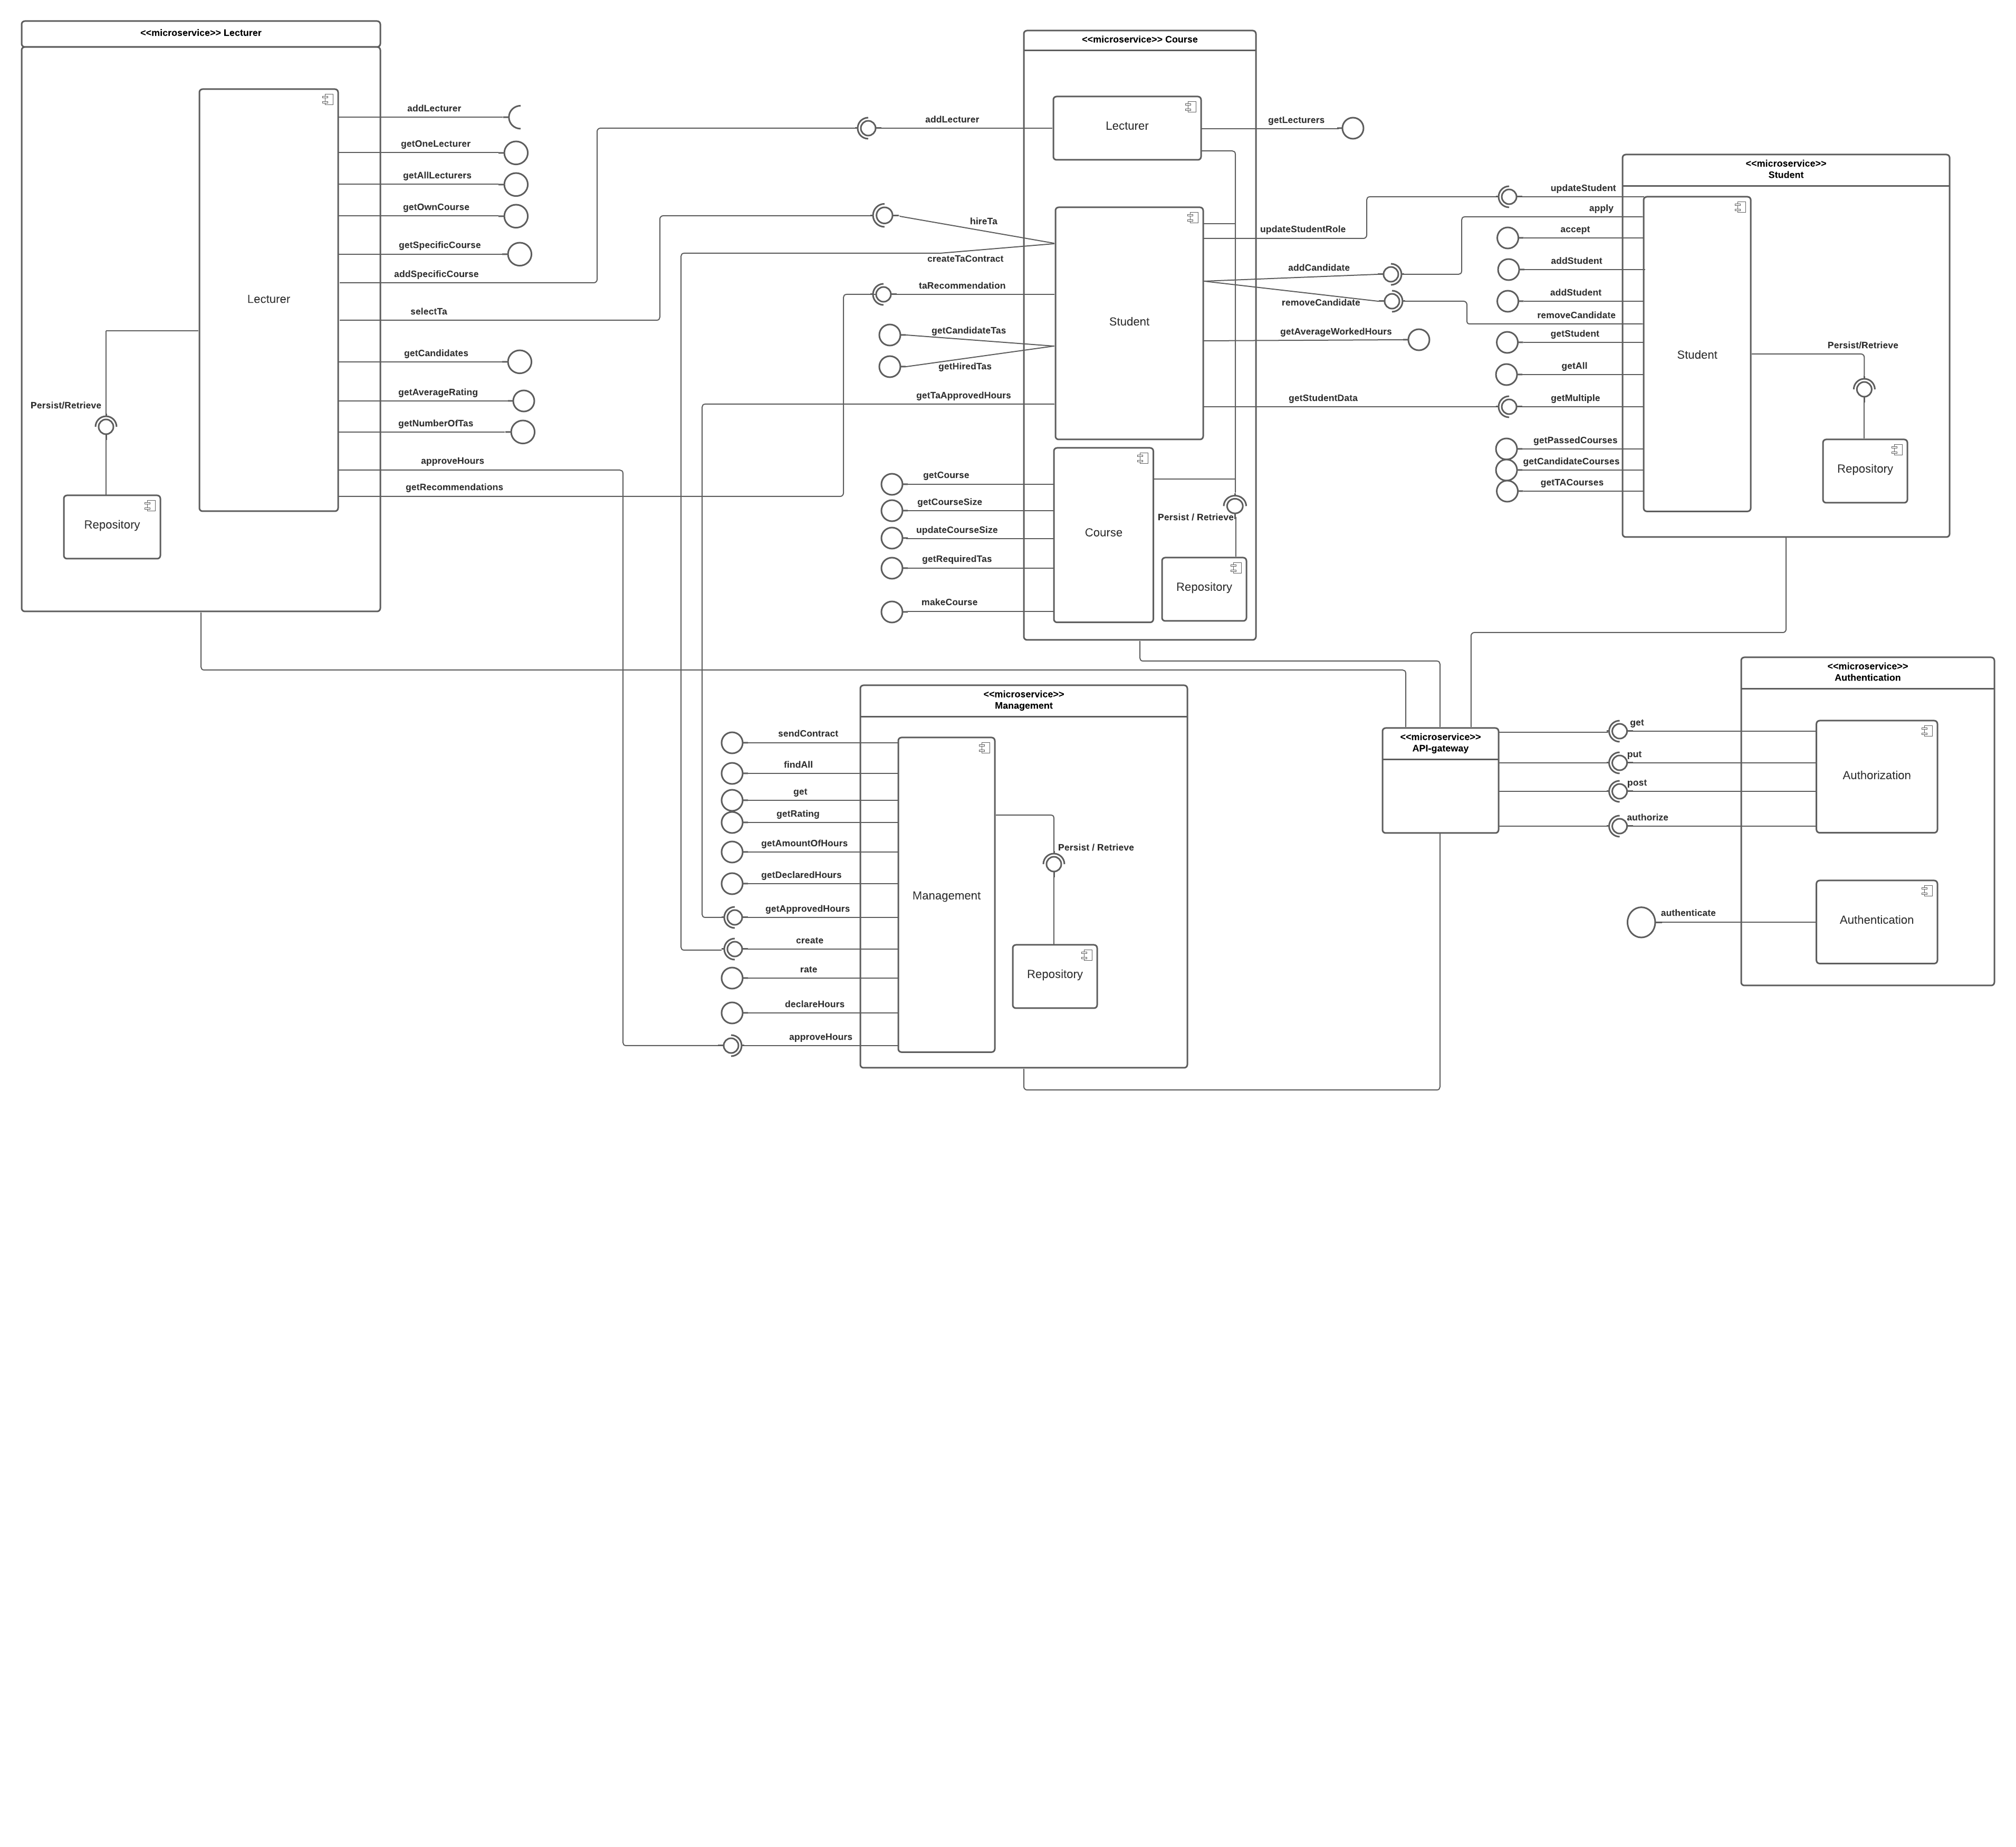 <<microservice>> Lecturer
addLecturer
getOneLecturer
getAllLecturers
getOwnCourse
getSpecificCourse
addSpecificCourse
Lecturer
selectTa
getCandidates
getAverageRating
Persist/Retrieve
getNumberOfTas
approveHours
getRecommendations
Repository
<<microservice>> Course
addLecturer
Lecturer
getLecturers
hireTa
createTaContract
taRecommendation
getCandidateTas
getHiredTas
getTaApprovedHours
Student
updateStudentRole
addCandidate
removeCandidate
getAverageWorkedHours
getStudentData
getCourse
getCourseSize
updateCourseSize
getRequiredTas
makeCourse
Course
Persist / Retrieve
Repository
<<microservice>>
Student
updateStudent
apply
accept
addStudent
addStudent
removeCandidate
getStudent
getAll
getMultiple
getPassedCourses
getCandidateCourses
getTACourses
Student
Persist/Retrieve
Repository
<<microservice>>
Management
sendContract
findAll
get
getRating
getAmountOfHours
getDeclaredHours
getApprovedHours
create
rate
declareHours
approveHours
Management
Persist / Retrieve
Repository
<<microservice>>
API-gateway
<<microservice>>
Authentication
get
put
post
authorize
Authorization
authenticate
Authentication